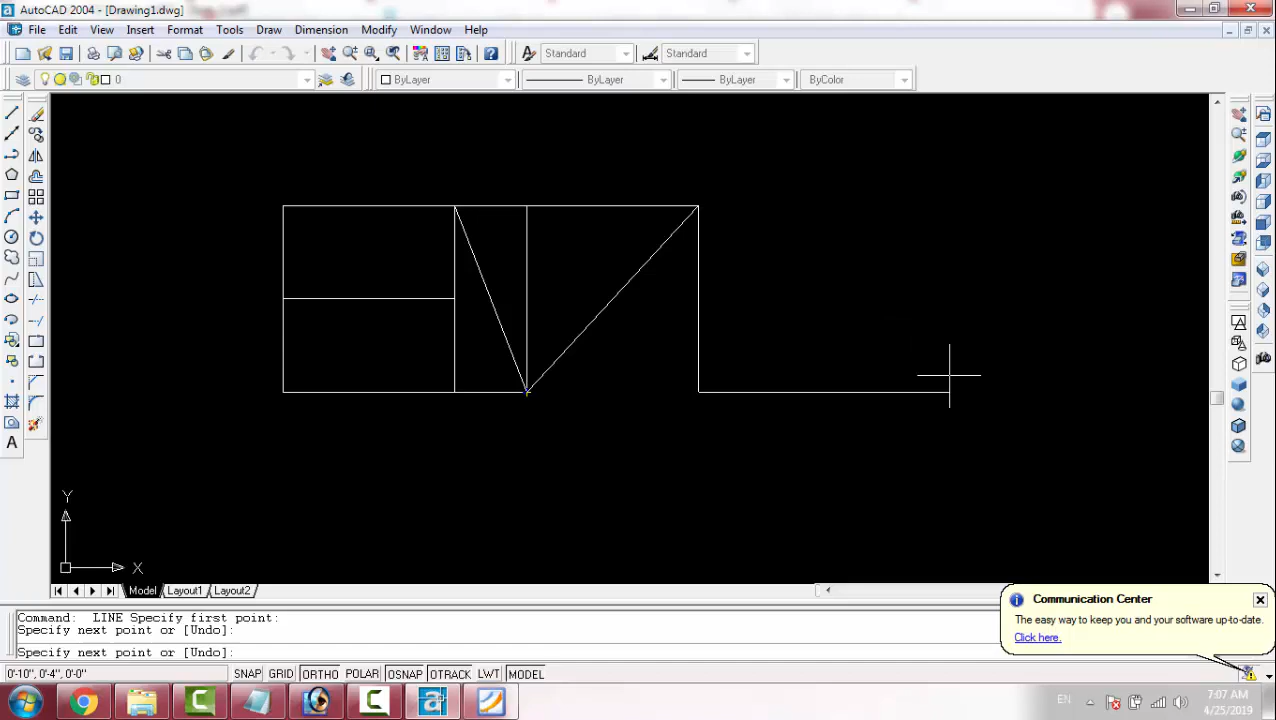 AutoCAD 2004 - [Drawing1.dwg]
File Edit View Insert Format Tools Draw Dimension Modify Window Help
Standard Standard
0 ByLayer ByLayer ByLayer ByColor
A
Y
X
Model Layout1 Layout2
Command: LINE Specify first point:
Specify next point or [Undo]:
Specify next point or [Undo]:
Communication Center
The easy way to keep you and your software up-to-date.
Click here.
0'-10", 0'-4", 0'-0" SNAP GRID ORTHO POLAR OSNAP OTRACK LWT MODEL
EN 7:07 AM
4/25/2019